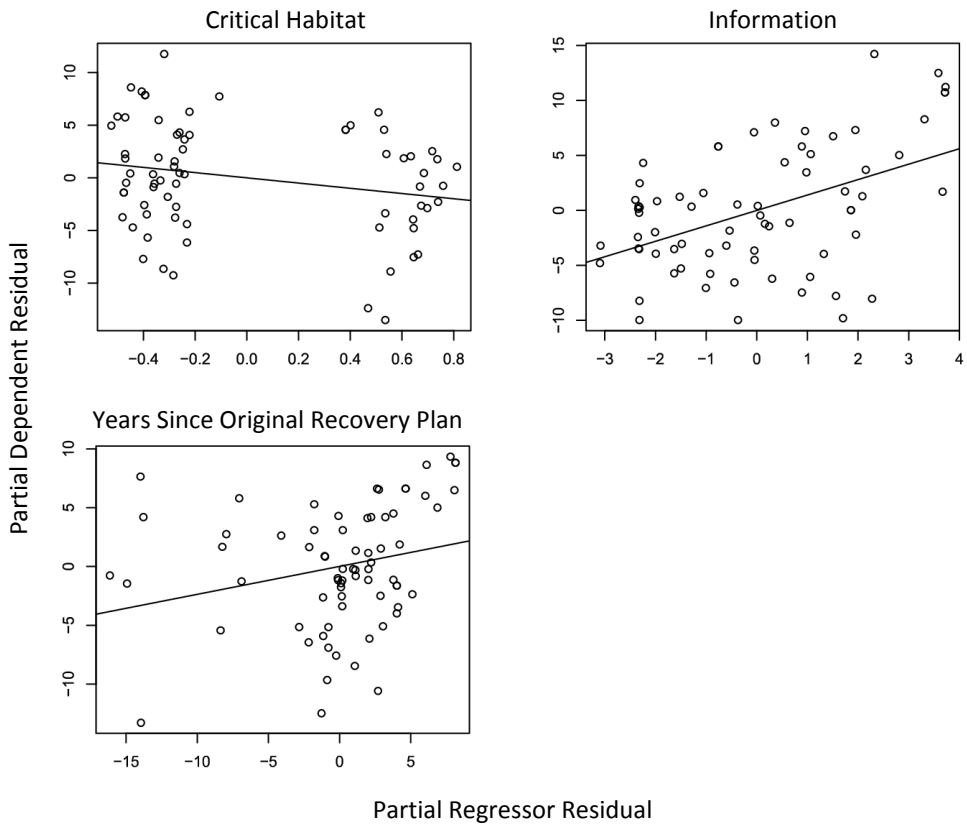 Critical Habitat
10
5
0
−5
−10
−0.4 −0.2 0.0 0.2 0.4 0.6 0.8
Information
15
10
5
0
−5
−10
−3 −2 −1 0 1 2 3 4
Years Since Original Recovery Plan
10
5
0
−5
−10
−15 −10 −5 0 5
Partial Dependent Residual
Partial Regressor Residual